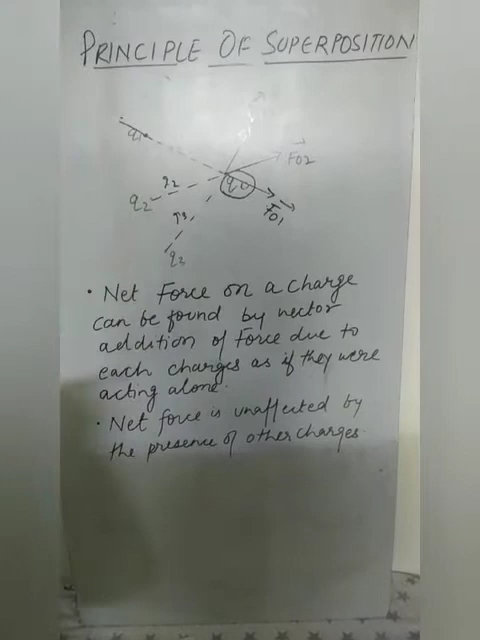 PRINCIPLE OF SUPERPOSITION
q1
F02
q0
r2
q2
F01
r3
q3
• Net Force on a charge
can be found by vector
addition of Force due to
each charges as if they were
acting alone.
• Net force is unaffected by
the presence of other charges.